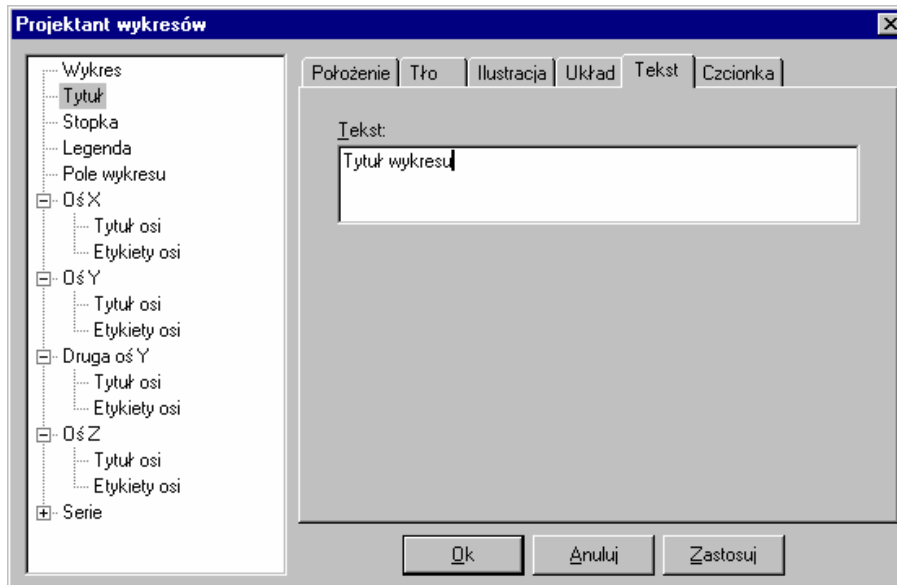 Projektant wykresów
Wykres
Tytuł
Stopka
Legenda
Pole wykresu
Oś X
Tytuł osi
Etykiety osi
Oś Y
Tytuł osi
Etykiety osi
Druga oś Y
Tytuł osi
Etykiety osi
Oś Z
Tytuł osi
Etykiety osi
Serie
Położenie Tło Ilustracja Układ Tekst Czcionka
Tekst:
Tytuł wykresu
Ok Anuluj Zastosuj